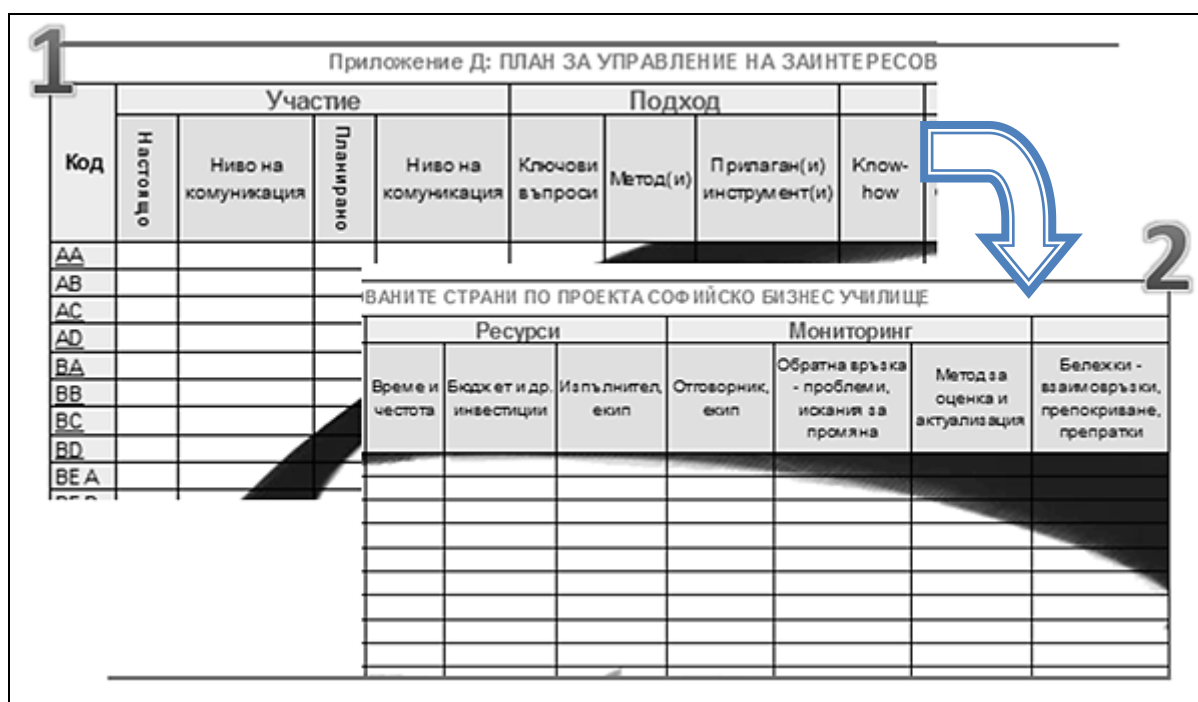 1
Приложение Д: ПЛАН ЗА УПРАВЛЕНИЕ НА ЗАИНТЕРЕСОВ
Код
Участие
Подход
Настоящо
Ниво на
комуникация
Планирано
Ниво на
комуникация
Ключови
въпроси
Метод(и)
Прилаган(и)
инструмент(и)
Know-
how
AA
AB
AC
AD
BA
BB
BC
BD
BE A
2
ВАНИТЕ СТРАНИ ПО ПРОЕКТА СОФИЙСКО БИЗНЕС УЧИЛИЩЕ
Ресурси
Мониторинг
Време и
честота
Бюджет и др.
инвестиции
Изпълнител,
екип
Отговорник,
екип
Обратна връзка
- проблеми,
искания за
промяна
Метод за
оценка и
актуализация
Бележки -
взаимовръзки,
препокриване,
препратки